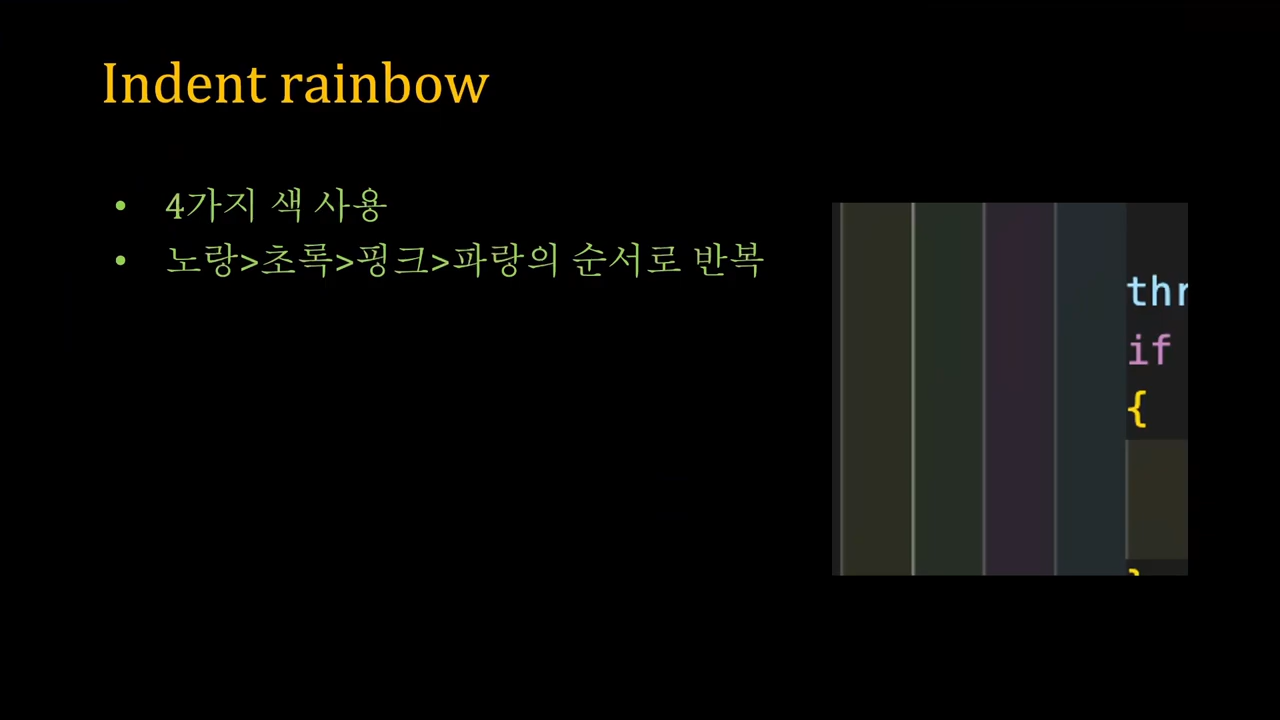 Indent rainbow
• 4가지 색 사용
• 노랑>초록>핑크>파랑의 순서로 반복
thr
if
{
}